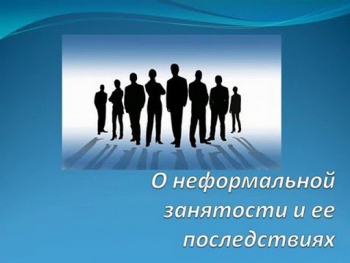 О неформальной
занятости и ее
последствиях